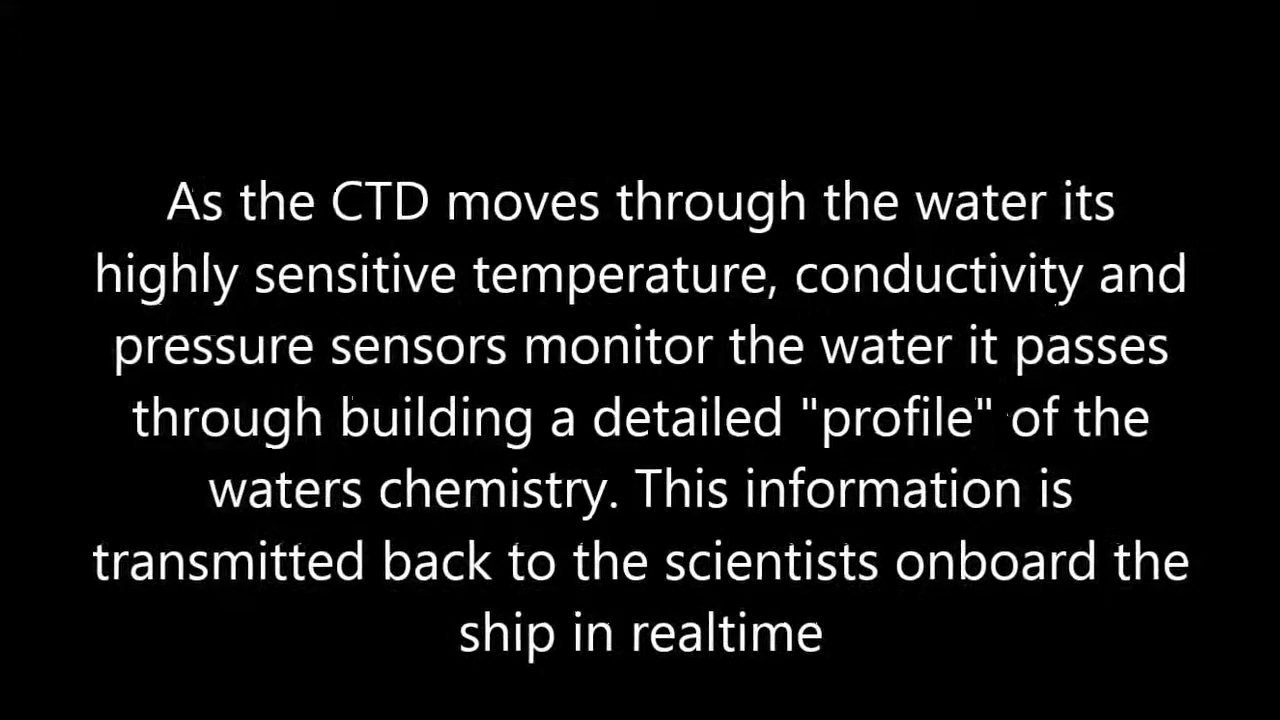 As the CTD moves through the water its
highly sensitive temperature, conductivity and
pressure sensors monitor the water it passes
through building a detailed "profile" of the
waters chemistry. This information is
transmitted back to the scientists onboard the
ship in realtime